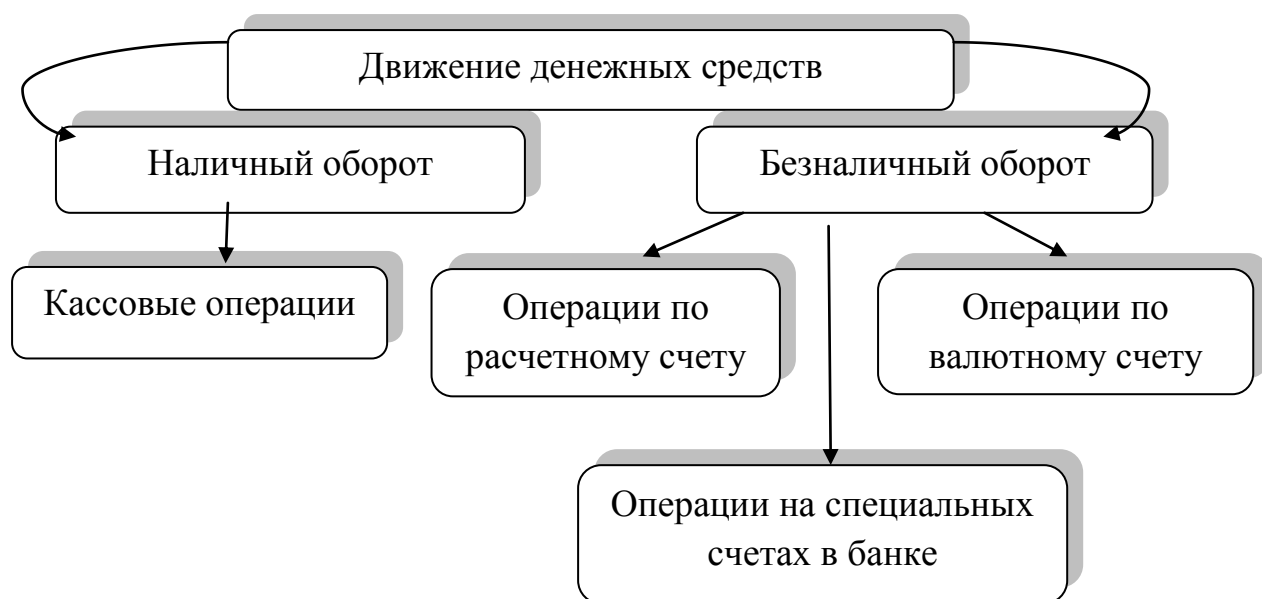 Движение денежных средств
Наличный оборот
Безналичный оборот
Кассовые операции
Операции по
расчетному счету
Операции по
валютному счету
Операции на специальных
счетах в банке